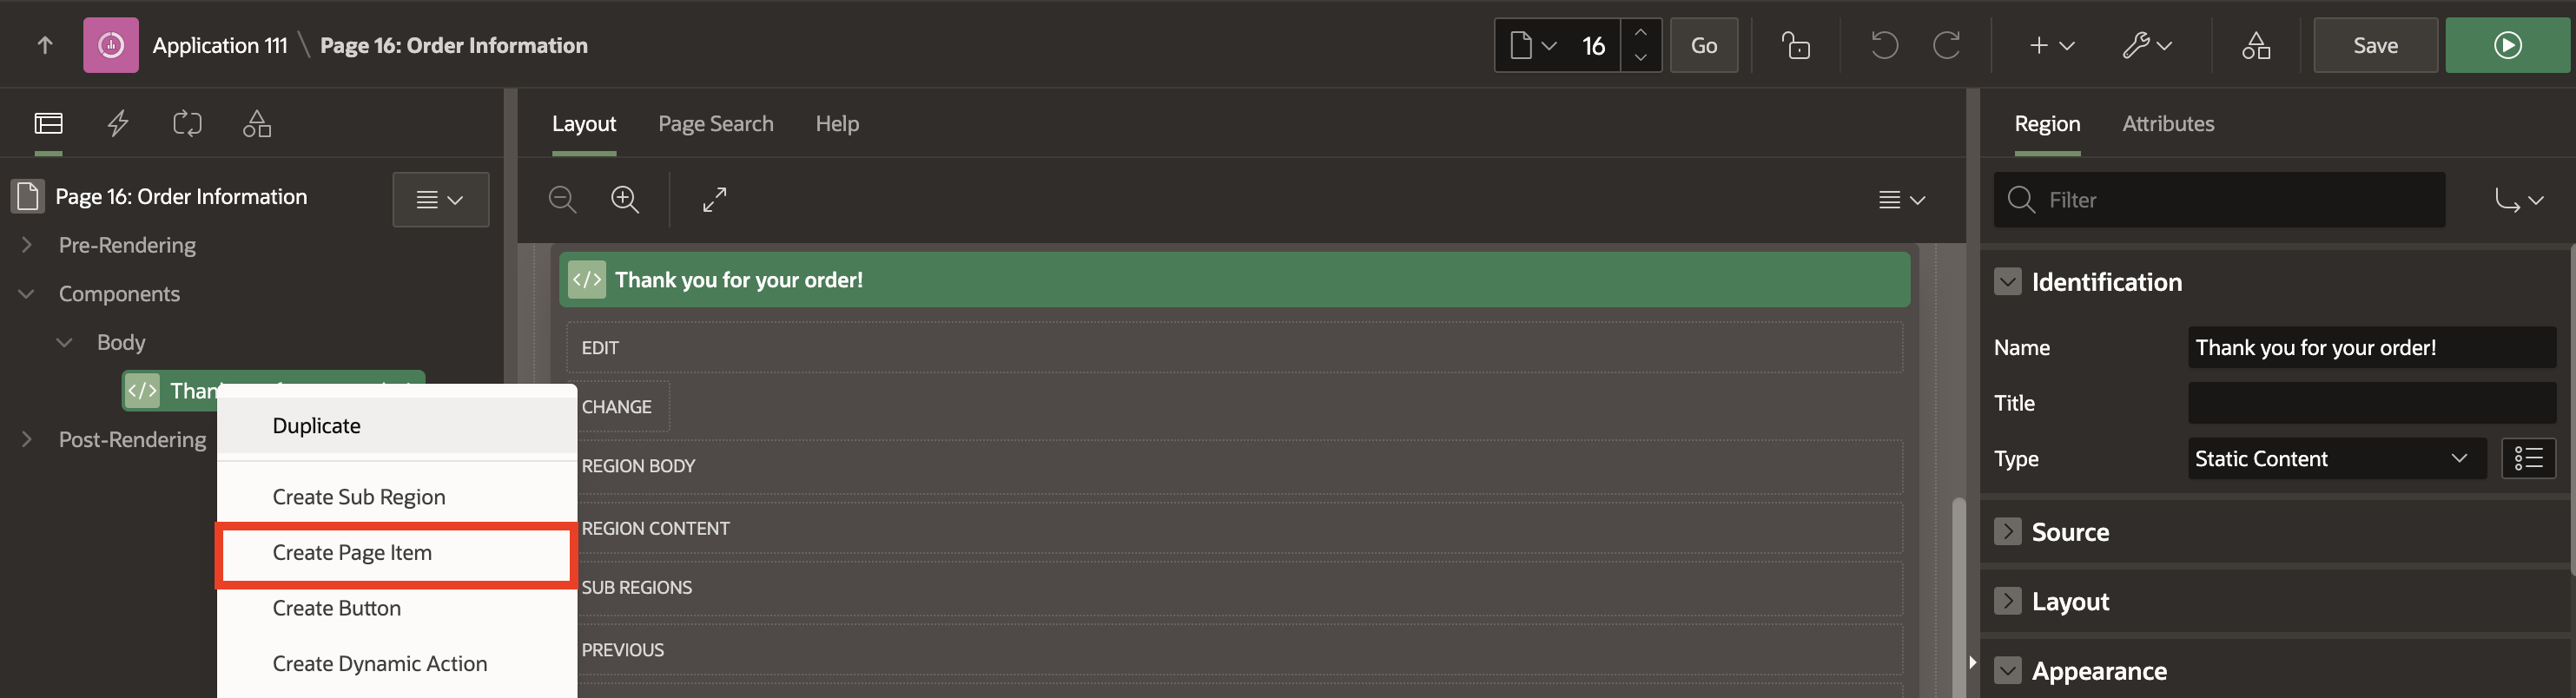 Application 111 \ Page 16: Order Information
16
Go
Save
Layout
Page Search
Help
Region
Attributes
Page 16: Order Information
Filter
Pre-Rendering
Components
Body
Post-Rendering
Duplicate
Create Sub Region
Create Page Item
Create Button
Create Dynamic Action
</> Thank you for your order!
EDIT
CHANGE
REGION BODY
REGION CONTENT
SUB REGIONS
PREVIOUS
Identification
Name
Thank you for your order!
Title
Type
Static Content
Source
Layout
Appearance